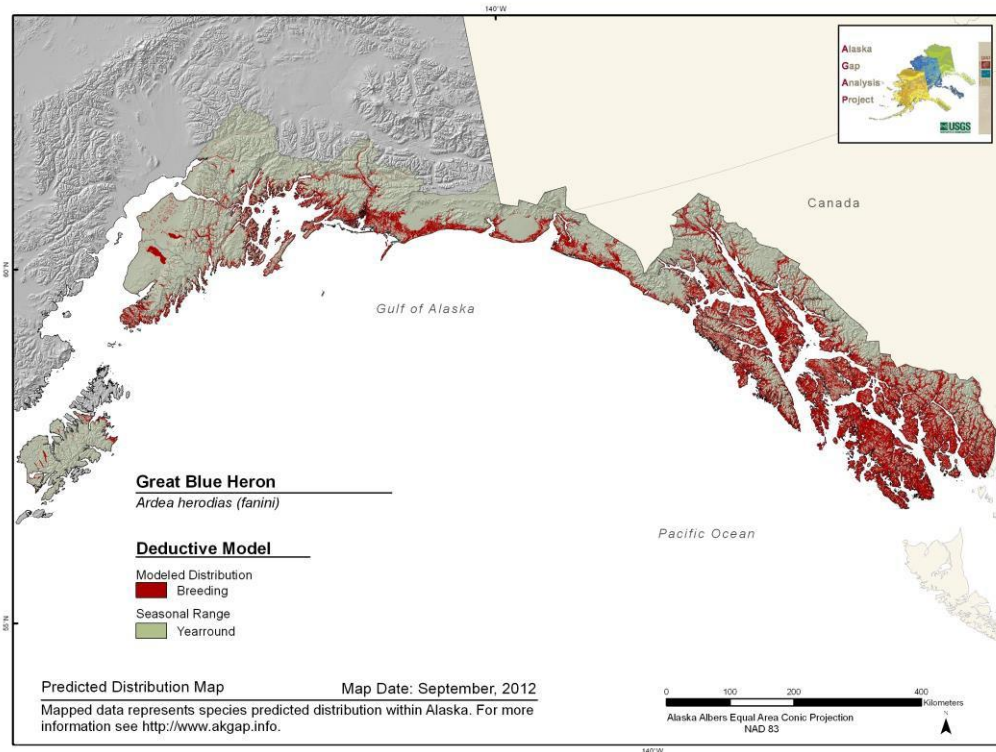 140°W
Alaska
Gap
Analysis
Project
USGS
Canada
60°N
Gulf of Alaska
Great Blue Heron
Ardea herodias (fanini)
Pacific Ocean
Deductive Model
Modeled Distribution
Breeding
Seasonal Range
Yearround
55°N
Predicted Distribution Map
Map Date: September, 2012
Mapped data represents species predicted distribution within Alaska. For more
information see http://www.akgap.info.
0 100 200 400
Kilometers
Alaska Albers Equal Area Conic Projection
NAD 83
N
140°W